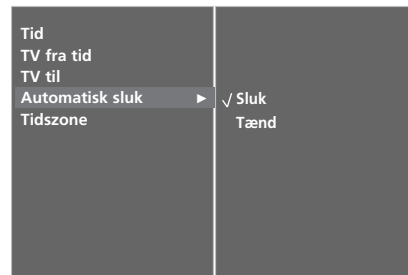 Tid
TV fra tid
TV til
Automatisk sluk ►
Tidszone
√ Sluk
Tænd